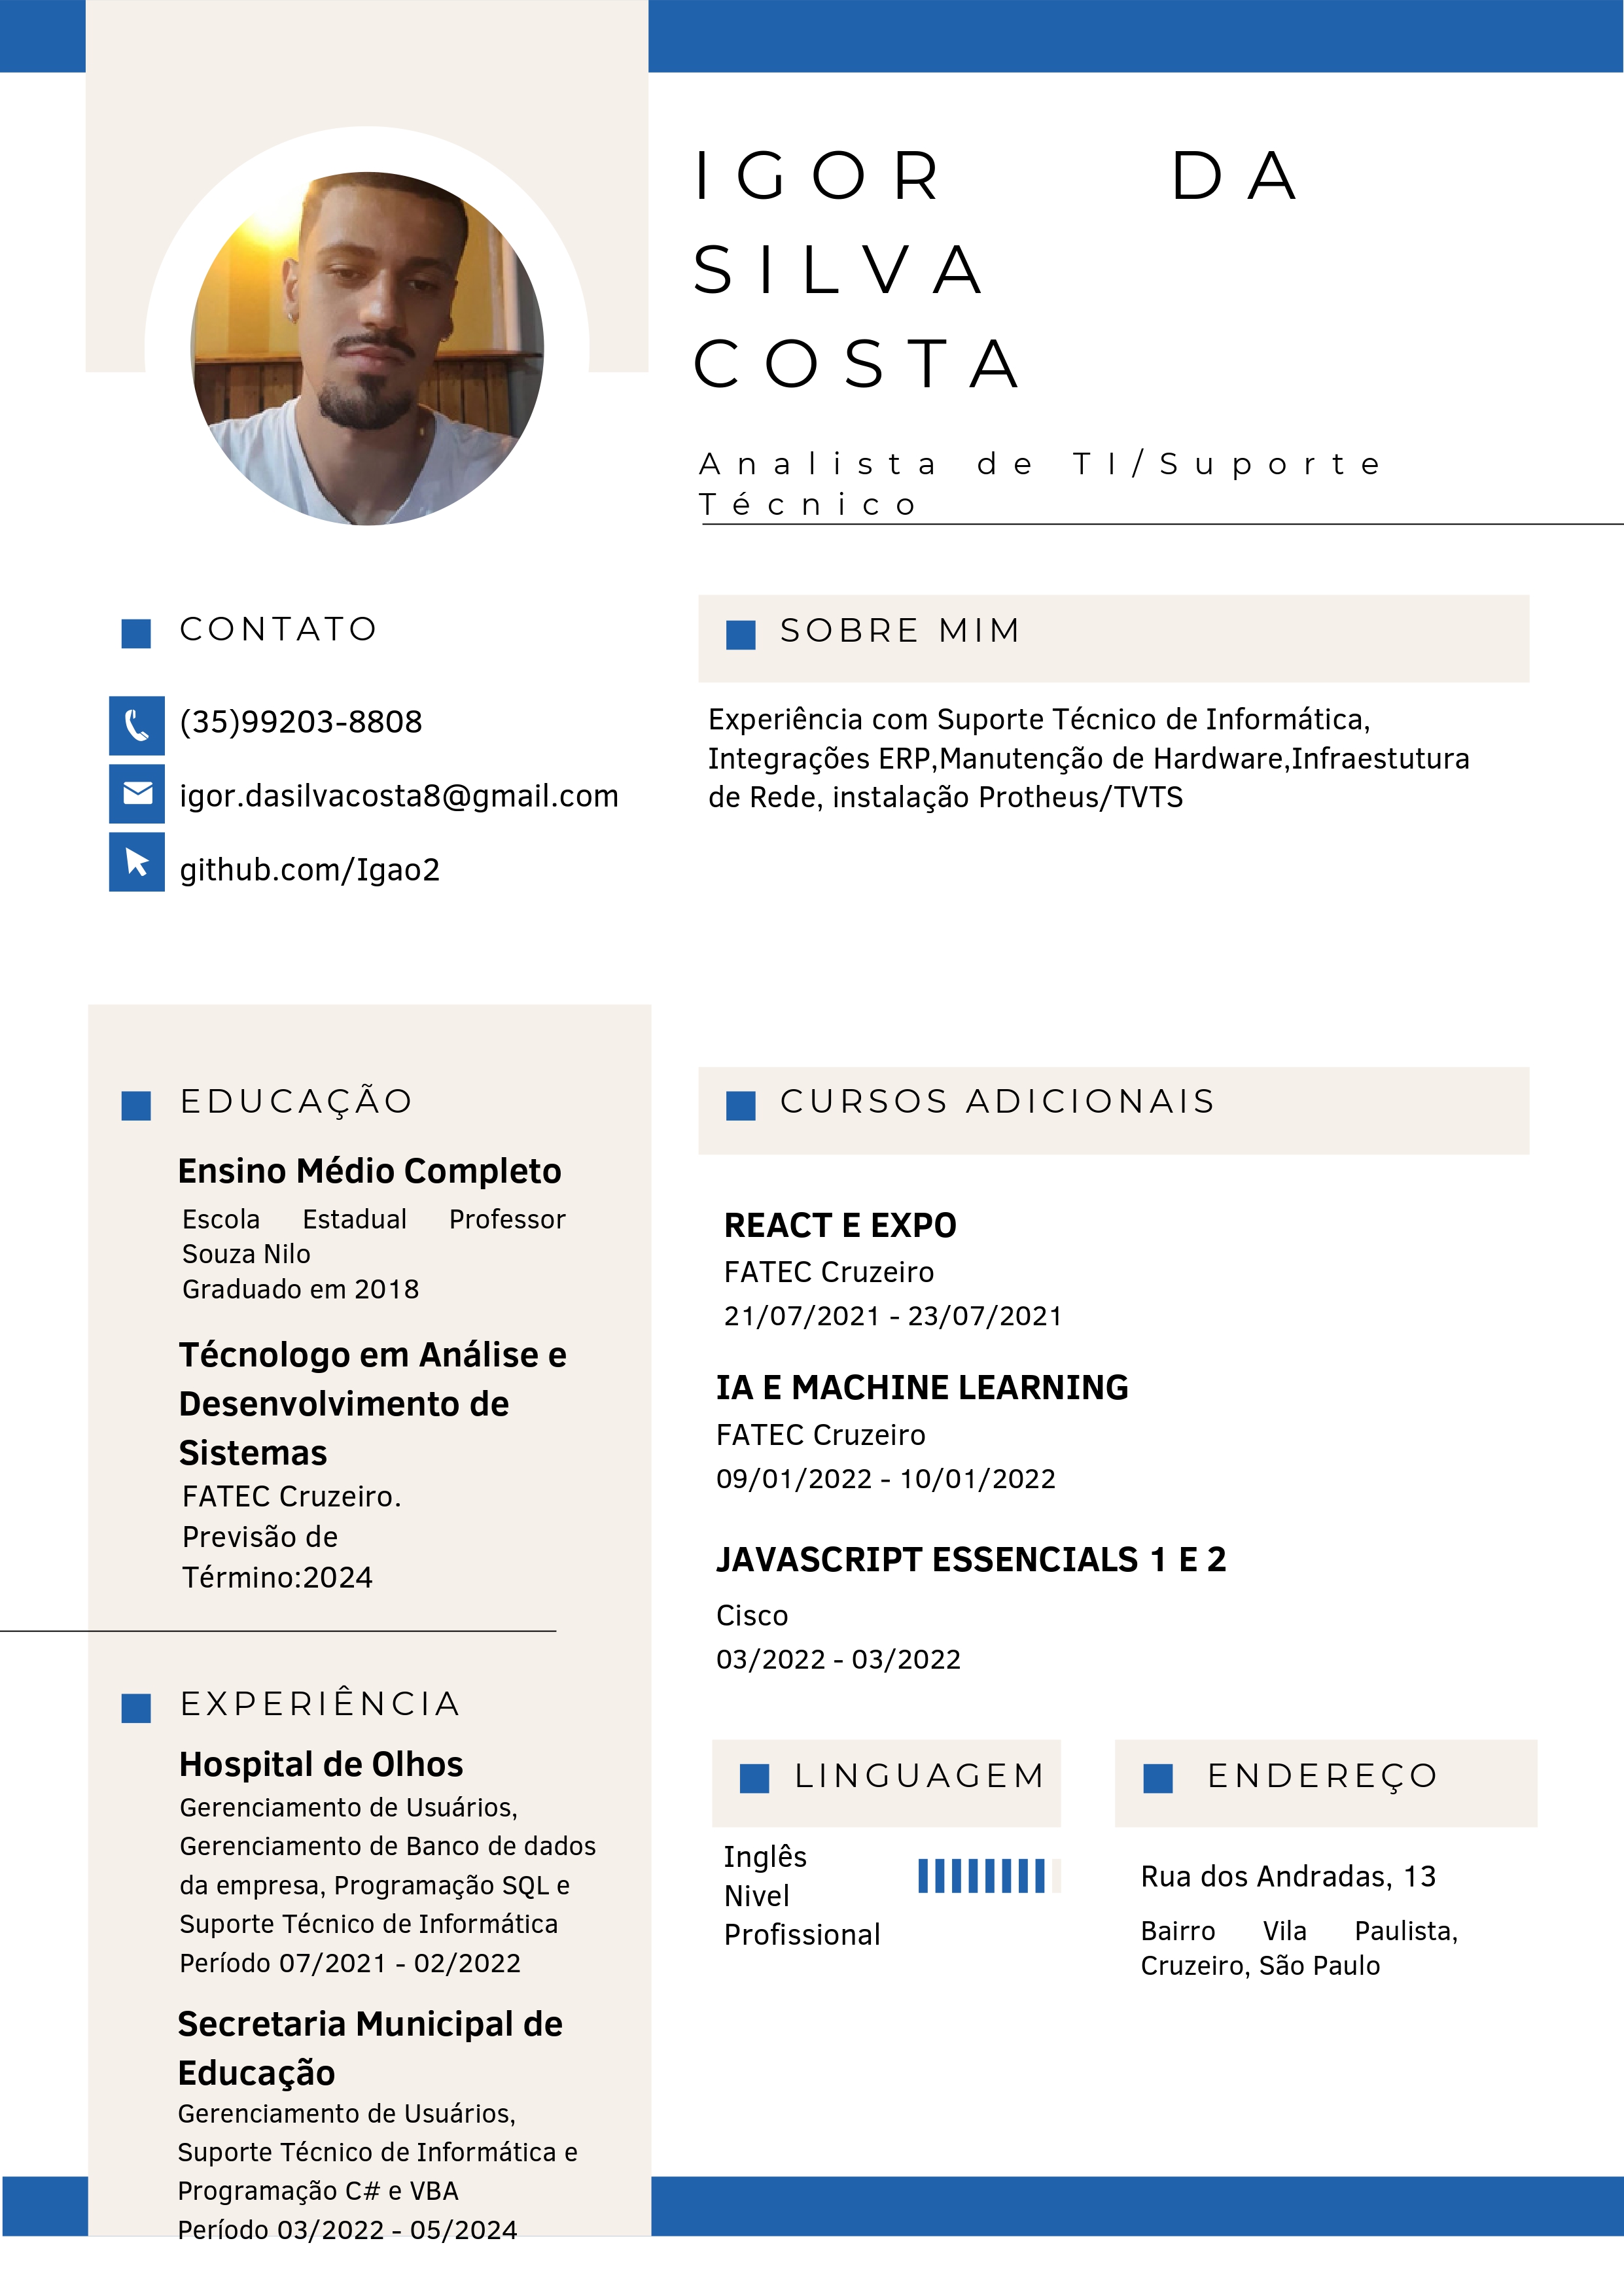 IGOR DA
SILVA
COSTA
Analista de TI/Suporte
Técnico
CONTATO
(35)99203-8808
igor.dasilvacosta8@gmail.com
github.com/Igao2
SOBRE MIM
Experiência com Suporte Técnico de Informática,
Integrações ERP,Manutenção de Hardware,Infraestutura
de Rede, instalação Protheus/TVTS
EDUCAÇÃO
Ensino Médio Completo
Escola Estadual Professor
Souza Nilo
Graduado em 2018
Técnologo em Análise e
Desenvolvimento de
Sistemas
FATEC Cruzeiro.
Previsão de
Término:2024
EXPERIÊNCIA
Hospital de Olhos
Gerenciamento de Usuários,
Gerenciamento de Banco de dados
da empresa, Programação SQL e
Suporte Técnico de Informática
Período 07/2021 - 02/2022
Secretaria Municipal de
Educação
Gerenciamento de Usuários,
Suporte Técnico de Informática e
Programação C# e VBA
Período 03/2022 - 05/2024
CURSOS ADICIONAIS
REACT E EXPO
FATEC Cruzeiro
21/07/2021 - 23/07/2021
IA E MACHINE LEARNING
FATEC Cruzeiro
09/01/2022 - 10/01/2022
JAVASCRIPT ESSENCIALS 1 E 2
Cisco
03/2022 - 03/2022
LINGUAGEM
Inglês
Nivel
Profissional
ENDEREÇO
Rua dos Andradas, 13
Bairro Vila Paulista,
Cruzeiro, São Paulo